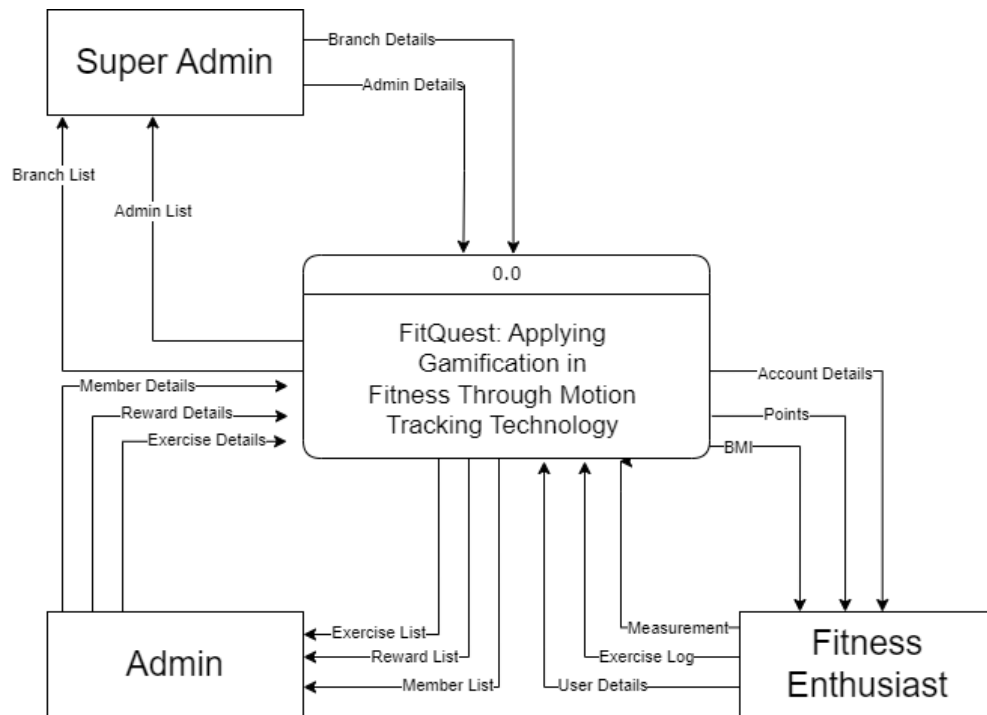 Super Admin
Branch Details
Admin Details
Branch List
Admin List
0.0
FitQuest: Applying
Gamification in
Fitness Through Motion
Tracking Technology
Member Details
Reward Details
Exercise Details
Account Details
Points
BMI
Exercise List
Reward List
Member List
Admin
Measurement
Exercise Log
User Details
Fitness
Enthusiast